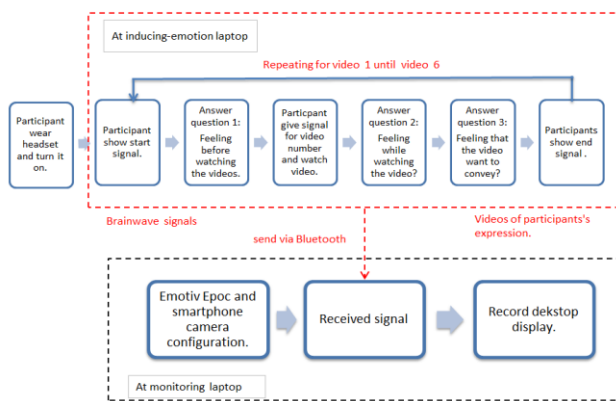 At inducing-emotion laptop
Repeating for video 1 until video 6
Participant
wear
headset
and turn it
on.
Participant
show start
signal.
Answer
question 1:
Feeling
before
watching
the videos.
Participant
give signal
for video
number and
watch
video.
Answer
question 2:
Feeling
while
watching
the video?
Answer
question 3:
Feeling that
the video
want to
convey?
Participants
show end
signal .
Brainwave signals
Videos of participants's
expression.
send via Bluetooth
Emotiv Epoc and
smartphone
camera
configuration.
Received signal
Record dekstop
display.
At monitoring laptop